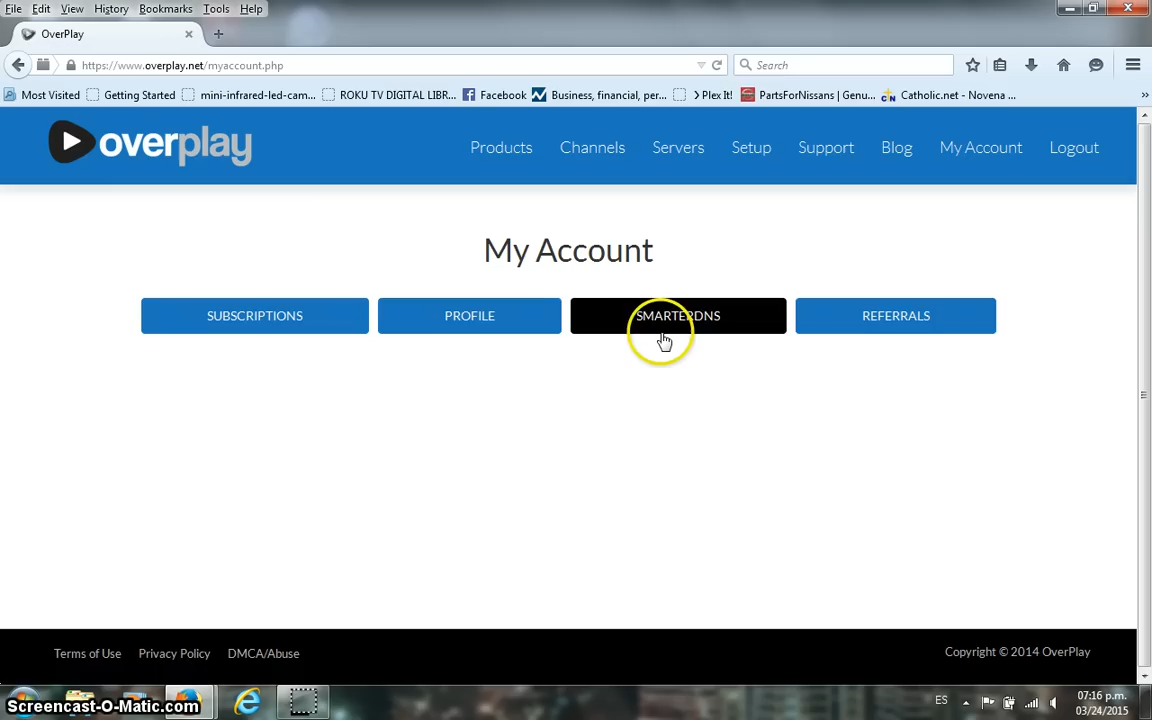 File Edit View History Bookmarks Tools Help
OverPlay
https://www.overplay.net/myaccount.php
Search
Most Visited Getting Started mini-infrared-led-cam... ROKU TV DIGITAL LIBR... Facebook Business, financial, per... Plex It! PartsForNissans | Genu... Catholic.net - Novena ...
overplay Products Channels Servers Setup Support Blog My Account Logout
My Account
SUBSCRIPTIONS PROFILE SMARTERDNS REFERRALS
Terms of Use Privacy Policy DMCA/Abuse Copyright © 2014 OverPlay
ES 07:16 p.m.
03/24/2015
Screencast-O-Matic.com